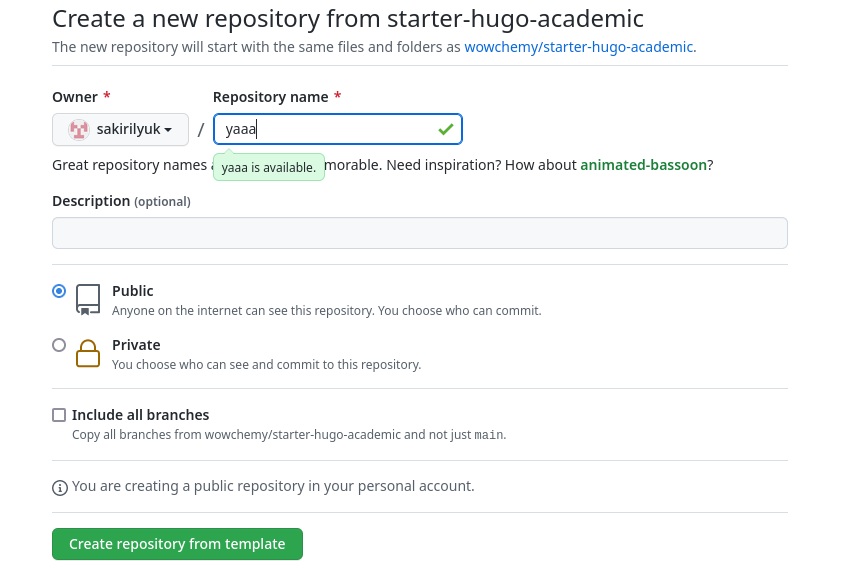 Create a new repository from starter-hugo-academic
The new repository will start with the same files and folders as wowchemy/starter-hugo-academic.
Owner *
Repository name *
sakirilyuk
/
yaaa
Great repository names morable. Need inspiration? How about animated-bassoon?
yaaa is available.
Description (optional)
Public
Anyone on the internet can see this repository. You choose who can commit.
Private
You choose who can see and commit to this repository.
Include all branches
Copy all branches from wowchemy/starter-hugo-academic and not just main.
You are creating a public repository in your personal account.
Create repository from template